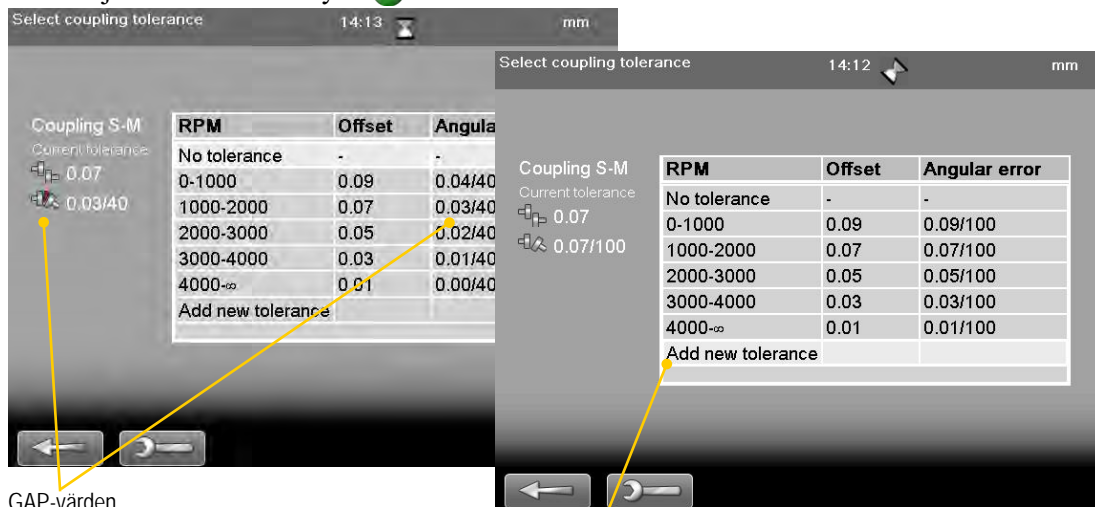 Select coupling tolerance 14:13 mm
Coupling S-M
Current tolerance
0.07
0.03/40
RPM Offset Angula
No tolerance - -
0-1000 0.09 0.04/40
1000-2000 0.07 0.03/40
2000-3000 0.05 0.02/40
3000-4000 0.03 0.01/40
4000-∞ 0.01 0.00/40
Add new tolerance
GAP-värden
Select coupling tolerance 14:12 mm
Coupling S-M
Current tolerance
0.07
0.07/100
RPM Offset Angular error
No tolerance - -
0-1000 0.09 0.09/100
1000-2000 0.07 0.07/100
2000-3000 0.05 0.05/100
3000-4000 0.03 0.03/100
4000-∞ 0.01 0.01/100
Add new tolerance